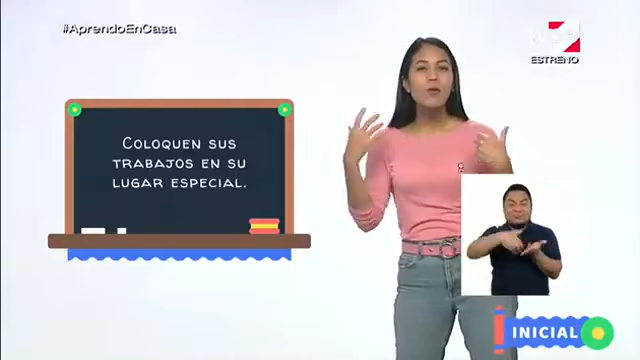 #AprendoEnCasa
ESTRENO
COLOQUEN SUS
TRABAJOS EN SU
LUGAR ESPECIAL.
INICIAL